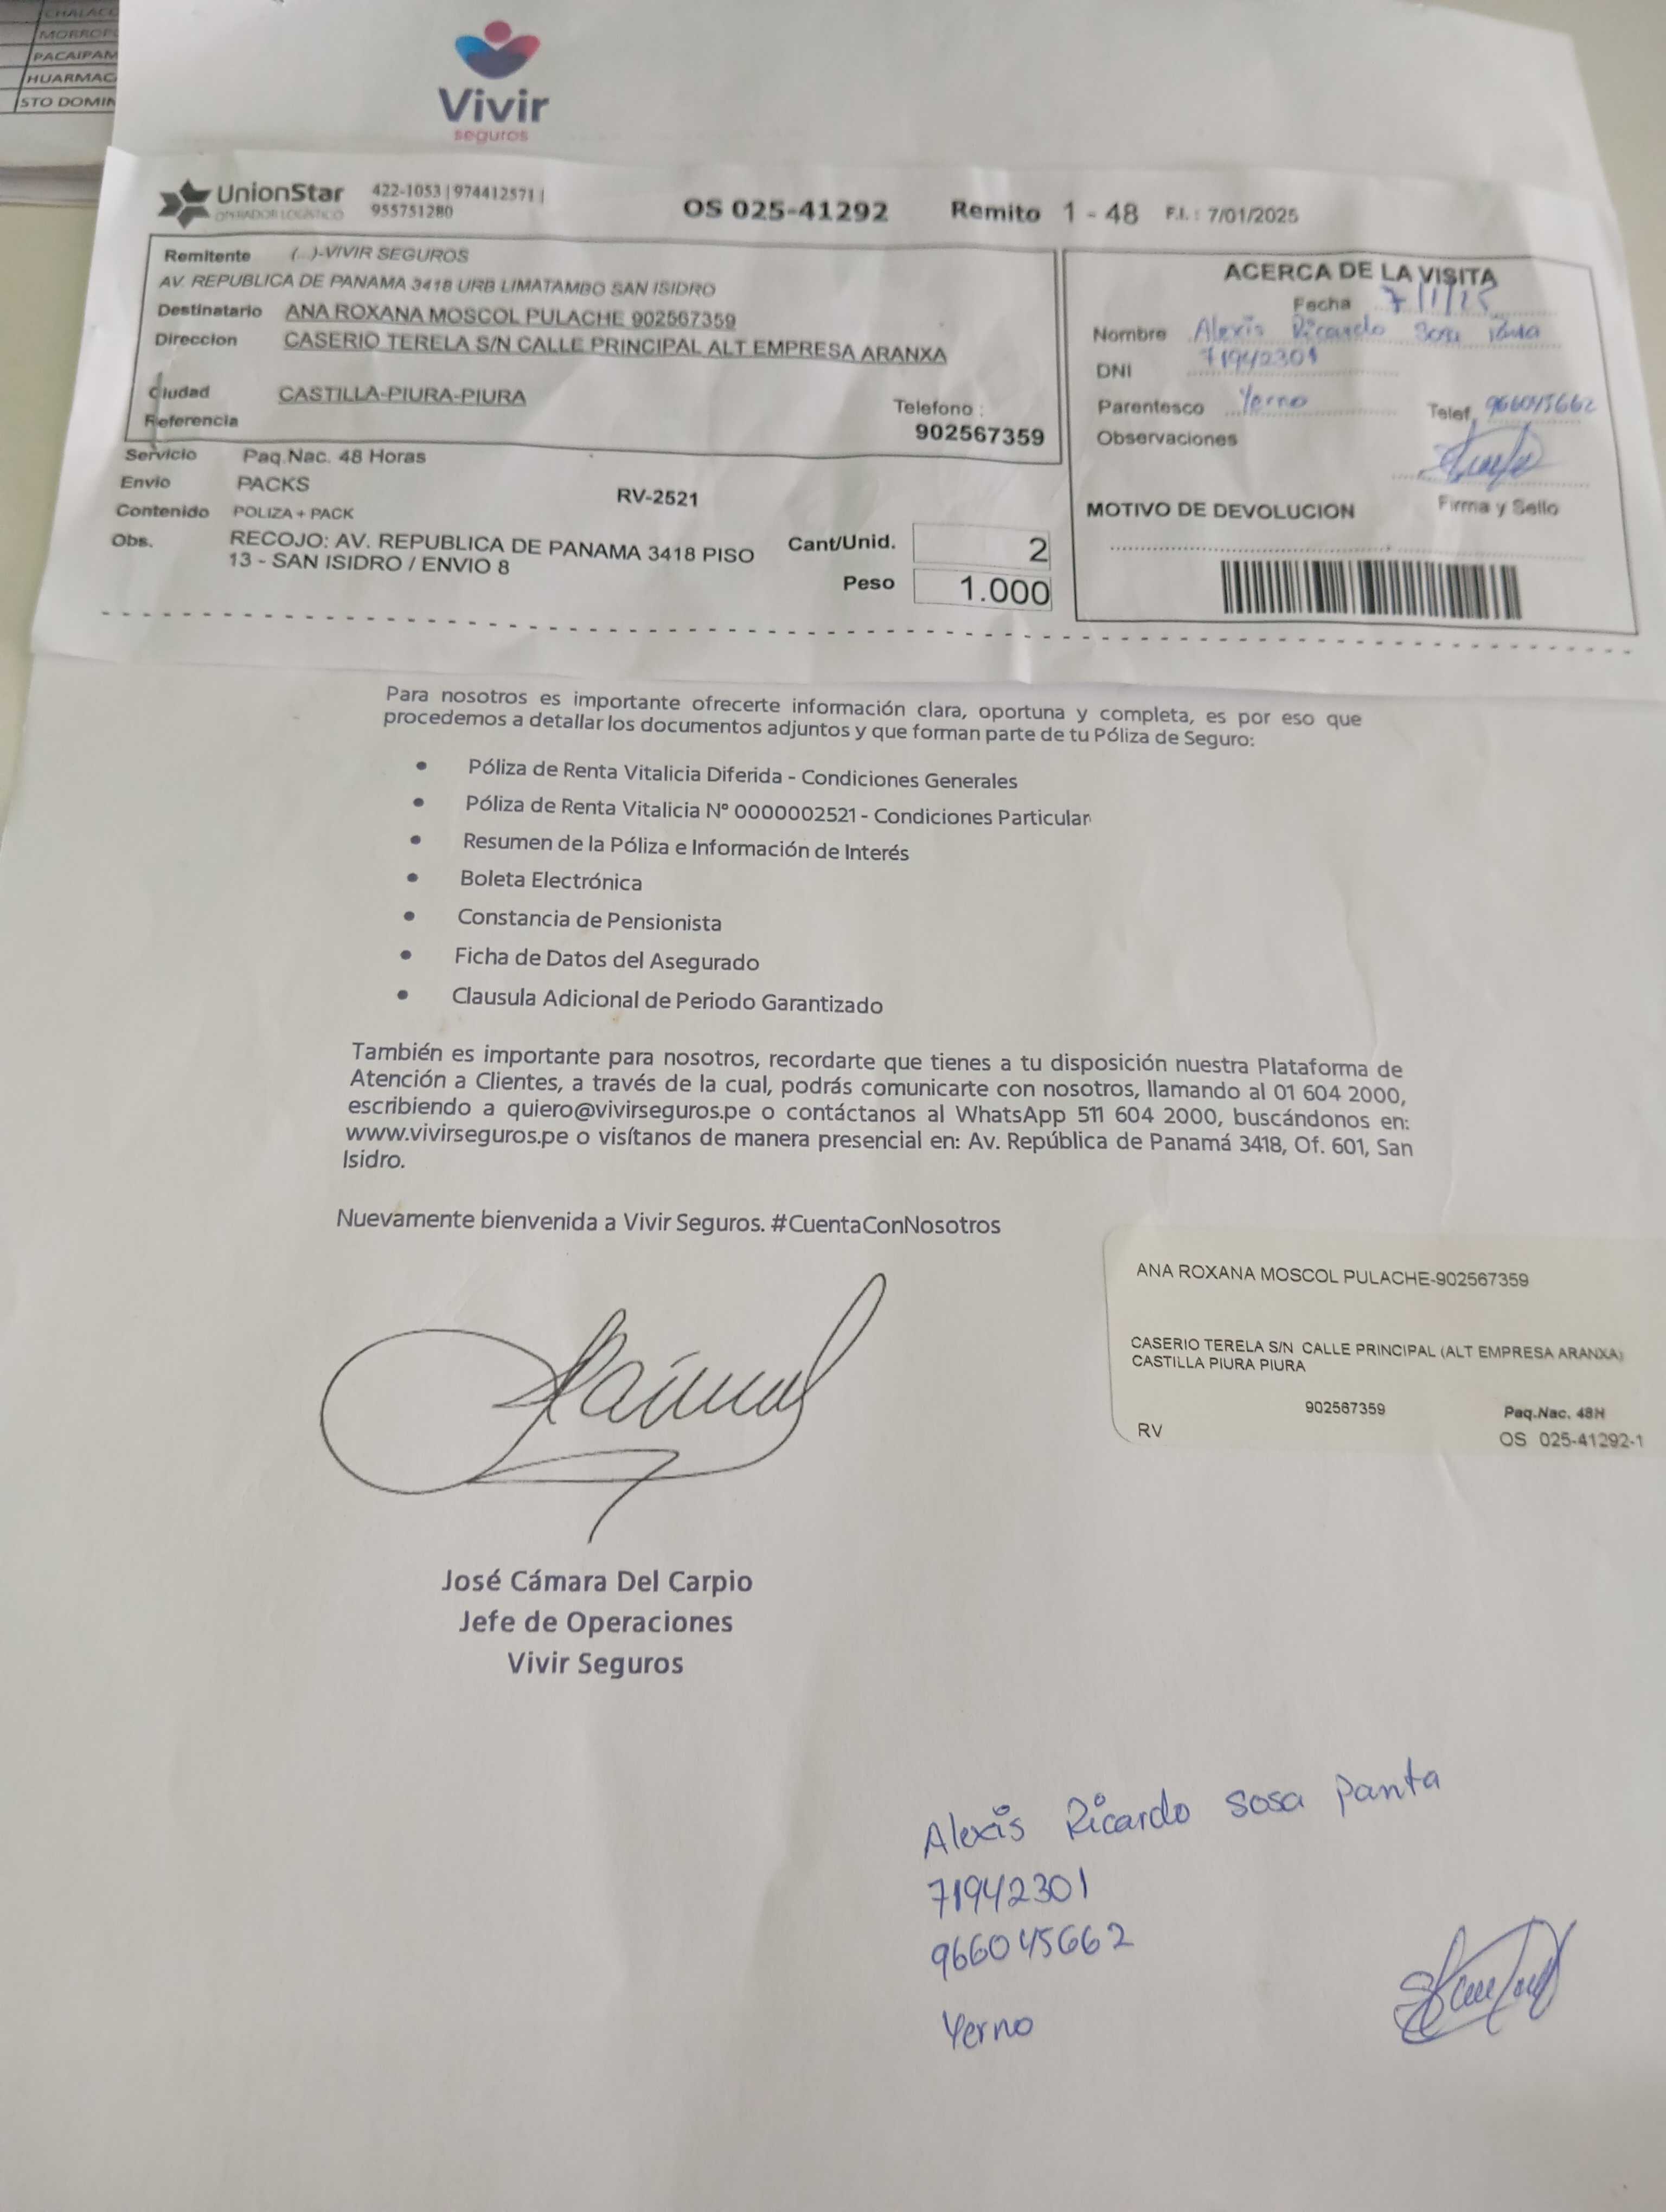 CHALACO
MORROP
PACAIPAM
HUARMAC
STO DOMIN
Vivir
seguros
UnionStar
OPERADOR LOGISTICO
422-1053 | 974412571 |
955751280
OS 025-41292
Remito 1 - 48 F.I. : 7/01/2025
Remitente (...)-VIVIR SEGUROS
AV. REPUBLICA DE PANAMA 3418 URB LIMATAMBO SAN ISIDRO
Destinatario ANA ROXANA MOSCOL PULACHE 902567359
Direccion CASERIO TERELA S/N CALLE PRINCIPAL ALT EMPRESA ARANXA
Ciudad CASTILLA-PIURA-PIURA
Referencia
Telefono :
902567359
Servicio Paq.Nac. 48 Horas
Envio PACKS
RV-2521
Contenido POLIZA + PACK
Obs. RECOJO: AV. REPUBLICA DE PANAMA 3418 PISO
13 - SAN ISIDRO / ENVIO 8
Cant/Unid. 2
Peso 1.000
ACERCA DE LA VISITA
Fecha 7/1/25
Nombre Alexis Ricardo Sosa Panta
DNI 71942301
Parentesco Yerno Telef. 966045662
Observaciones
Firma y Sello
MOTIVO DE DEVOLUCION
Para nosotros es importante ofrecerte información clara, oportuna y completa, es por eso que
procedemos a detallar los documentos adjuntos y que forman parte de tu Póliza de Seguro:
• Póliza de Renta Vitalicia Diferida - Condiciones Generales
• Póliza de Renta Vitalicia N° 0000002521 - Condiciones Particular
• Resumen de la Póliza e Información de Interés
• Boleta Electrónica
• Constancia de Pensionista
• Ficha de Datos del Asegurado
• Clausula Adicional de Periodo Garantizado
También es importante para nosotros, recordarte que tienes a tu disposición nuestra Plataforma de
Atención a Clientes, a través de la cual, podrás comunicarte con nosotros, llamando al 01 604 2000,
escribiendo a quiero@vivirseguros.pe o contáctanos al WhatsApp 511 604 2000, buscándonos en:
www.vivirseguros.pe o visítanos de manera presencial en: Av. República de Panamá 3418, Of. 601, San
Isidro.
Nuevamente bienvenida a Vivir Seguros. #CuentaConNosotros
ANA ROXANA MOSCOL PULACHE-902567359
CASERIO TERELA S/N CALLE PRINCIPAL (ALT EMPRESA ARANXA)
CASTILLA PIURA PIURA
902567359
Paq.Nac. 48H
RV
OS 025-41292-1
José Cámara Del Carpio
Jefe de Operaciones
Vivir Seguros
Alexis Ricardo Sosa Panta
71942301
966045662
Yerno